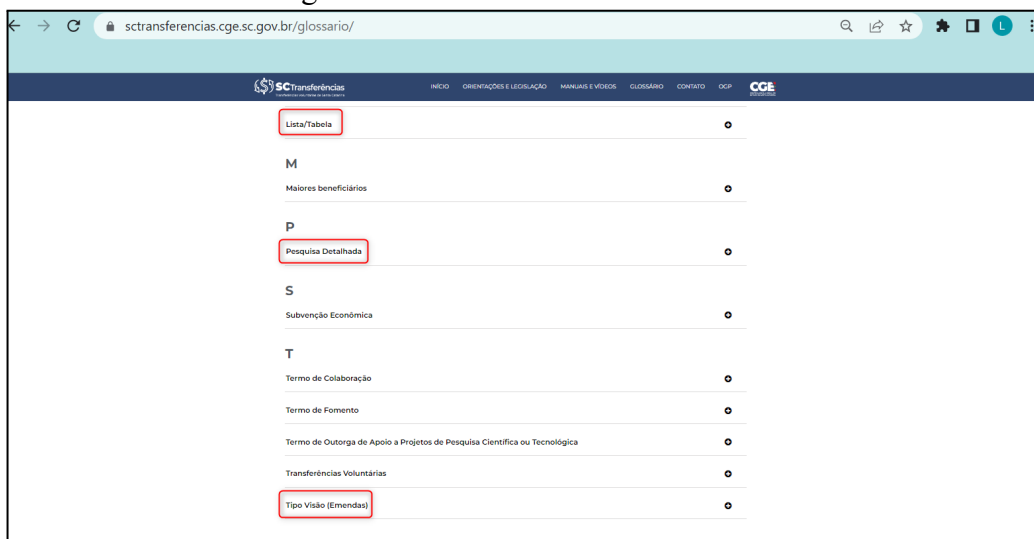 sctransferencias.cge.sc.gov.br/glossario/
L
SCTransferências
INÍCIO ORIENTAÇÕES E LEGISLAÇÃO MANUAIS E VÍDEOS GLOSSÁRIO CONTATO OCP CGE
Lista/Tabela
M
Maiores beneficiários
P
Pesquisa Detalhada
S
Subvenção Econômica
T
Termo de Colaboração
Termo de Fomento
Termo de Outorga de Apoio a Projetos de Pesquisa Científica ou Tecnológica
Transferências Voluntárias
Tipo Visão (Emendas)